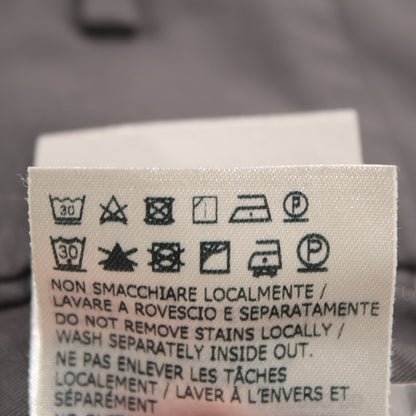 30 P
30 P
NON SMACCHIARE LOCALMENTE /
LAVARE A ROVESCIO E SEPARATAMENTE
DO NOT REMOVE STAINS LOCALLY /
WASH SEPARATELY INSIDE OUT.
NE PAS ENLEVER LES TÂCHES
LOCALEMENT / LAVER À L'ENVERS ET
SÉPARÉMENT